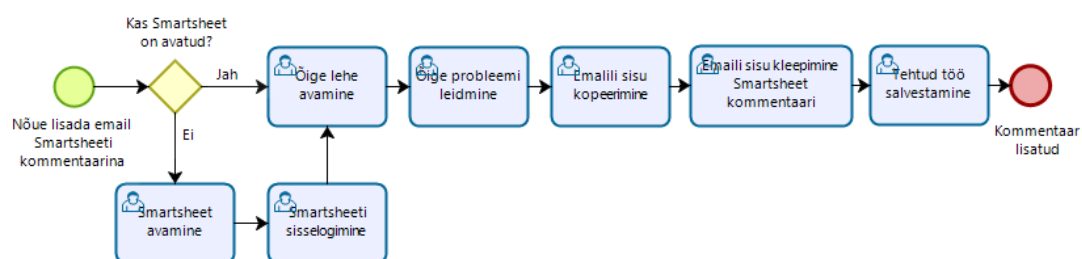 Kas Smartsheet
on avatud?
Jah
Ei
Nõue lisada email
Smartsheeti
kommentaarina
Õige lehe
avamine
Õige probleemi
leidmine
Emalili sisu
kopeerimine
Emaili sisu kleepimine
Smartsheet
kommentaari
Tehtud töö
salvestamine
Kommentaar
lisatud
Smartsheet
avamine
Smartsheeti
sisselogimine